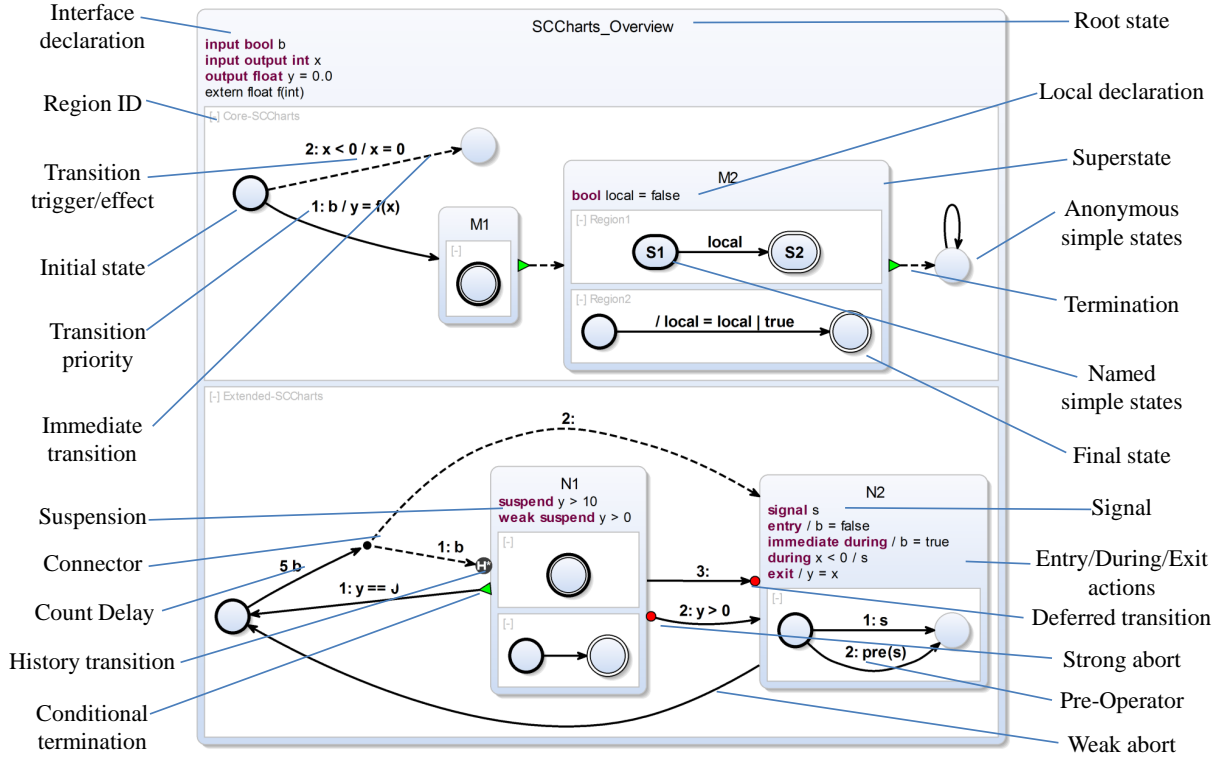 Interface
declaration
SCCharts_Overview
Root state
input bool b
input output int x
output float y = 0.0
extern float f(int)
Region ID
Local declaration
[-] Core-SCCharts
2: x < 0 / x = 0
Transition
trigger/effect
M2
Superstate
bool local = false
1: b / y = f(x)
M1
[-] Region1
Anonymous
simple states
[-]
S1
local
S2
Initial state
[-] Region2
Termination
/ local = local | true
Transition
priority
Named
simple states
[-] Extended-SCCharts
Immediate
transition
2:
Final state
N1
N2
suspend y > 10
weak suspend y > 0
signal s
entry / b = false
immediate during / b = true
during x < 0 / s
exit / y = x
Suspension
Signal
[-]
Connector
1: b
H*
Entry/During/Exit
actions
5 b
3:
1: y ==
Count Delay
[-]
2: y > 0
Deferred transition
[-]
1: s
History transition
2: pre(s)
Strong abort
Pre-Operator
Conditional
termination
Weak abort